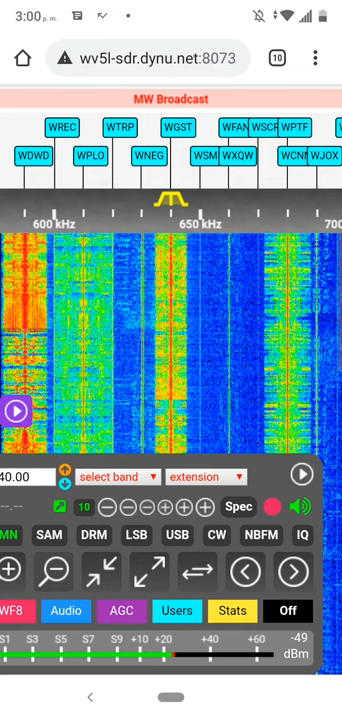 3:00 p. m.
wv5l-sdr.dynu.net:8073
10
MW Broadcast
WREC WTRP WGST WFAN WSCR WPTF
WDWD WPLO WNEG WSM WXQW WCN WJOX
600 kHz 650 kHz 700
40.00 select band extension
--,-- 10 Spec
MN SAM DRM LSB USB CW NBFM IQ
WF8 Audio AGC Users Stats Off
S1 S3 S5 S7 S9 +10 +20 +40 +60 -49
dBm